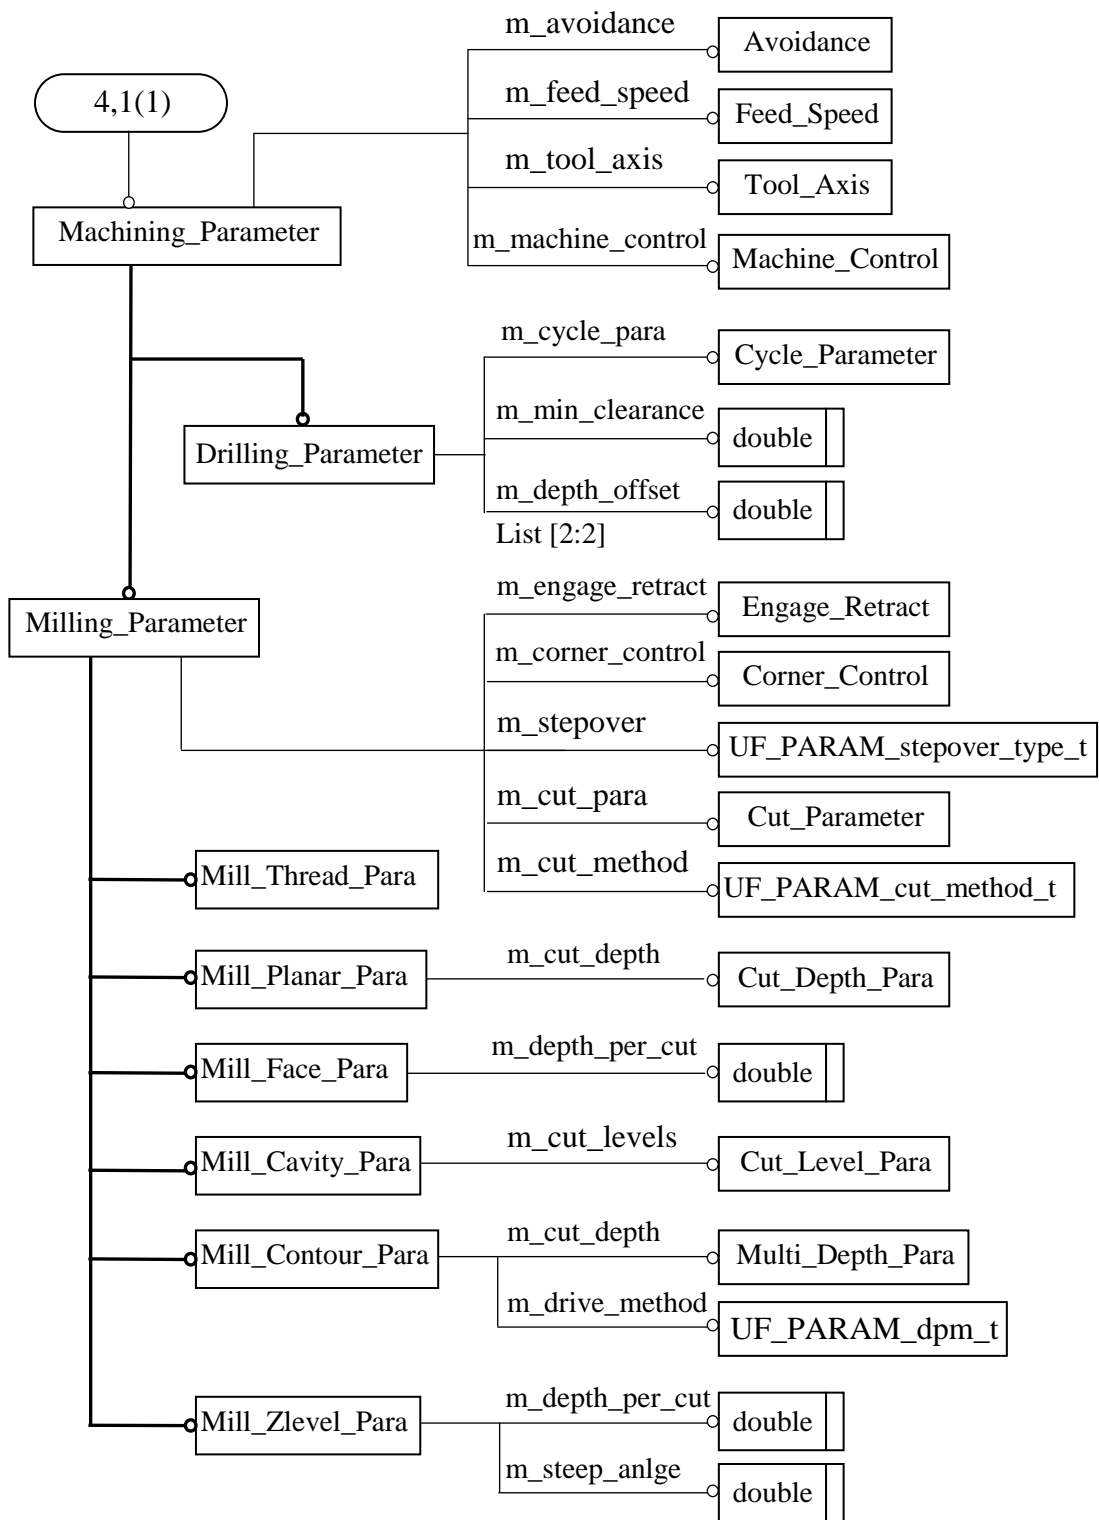 m_avoidance
Avoidance
4,1(1)
m_feed_speed
Feed_Speed
m_tool_axis
Tool_Axis
Machining_Parameter
m_machine_control
Machine_Control
m_cycle_para
Cycle_Parameter
m_min_clearance
double
Drilling_Parameter
m_depth_offset
double
List [2:2]
m_engage_retract
Engage_Retract
Milling_Parameter
m_corner_control
Corner_Control
m_stepover
UF_PARAM_stepover_type_t
m_cut_para
Cut_Parameter
m_cut_method
UF_PARAM_cut_method_t
Mill_Thread_Para
m_cut_depth
Mill_Planar_Para
Cut_Depth_Para
m_depth_per_cut
Mill_Face_Para
double
m_cut_levels
Mill_Cavity_Para
Cut_Level_Para
m_cut_depth
Mill_Contour_Para
Multi_Depth_Para
m_drive_method
UF_PARAM_dpm_t
m_depth_per_cut
Mill_Zlevel_Para
double
m_steep_anlge
double